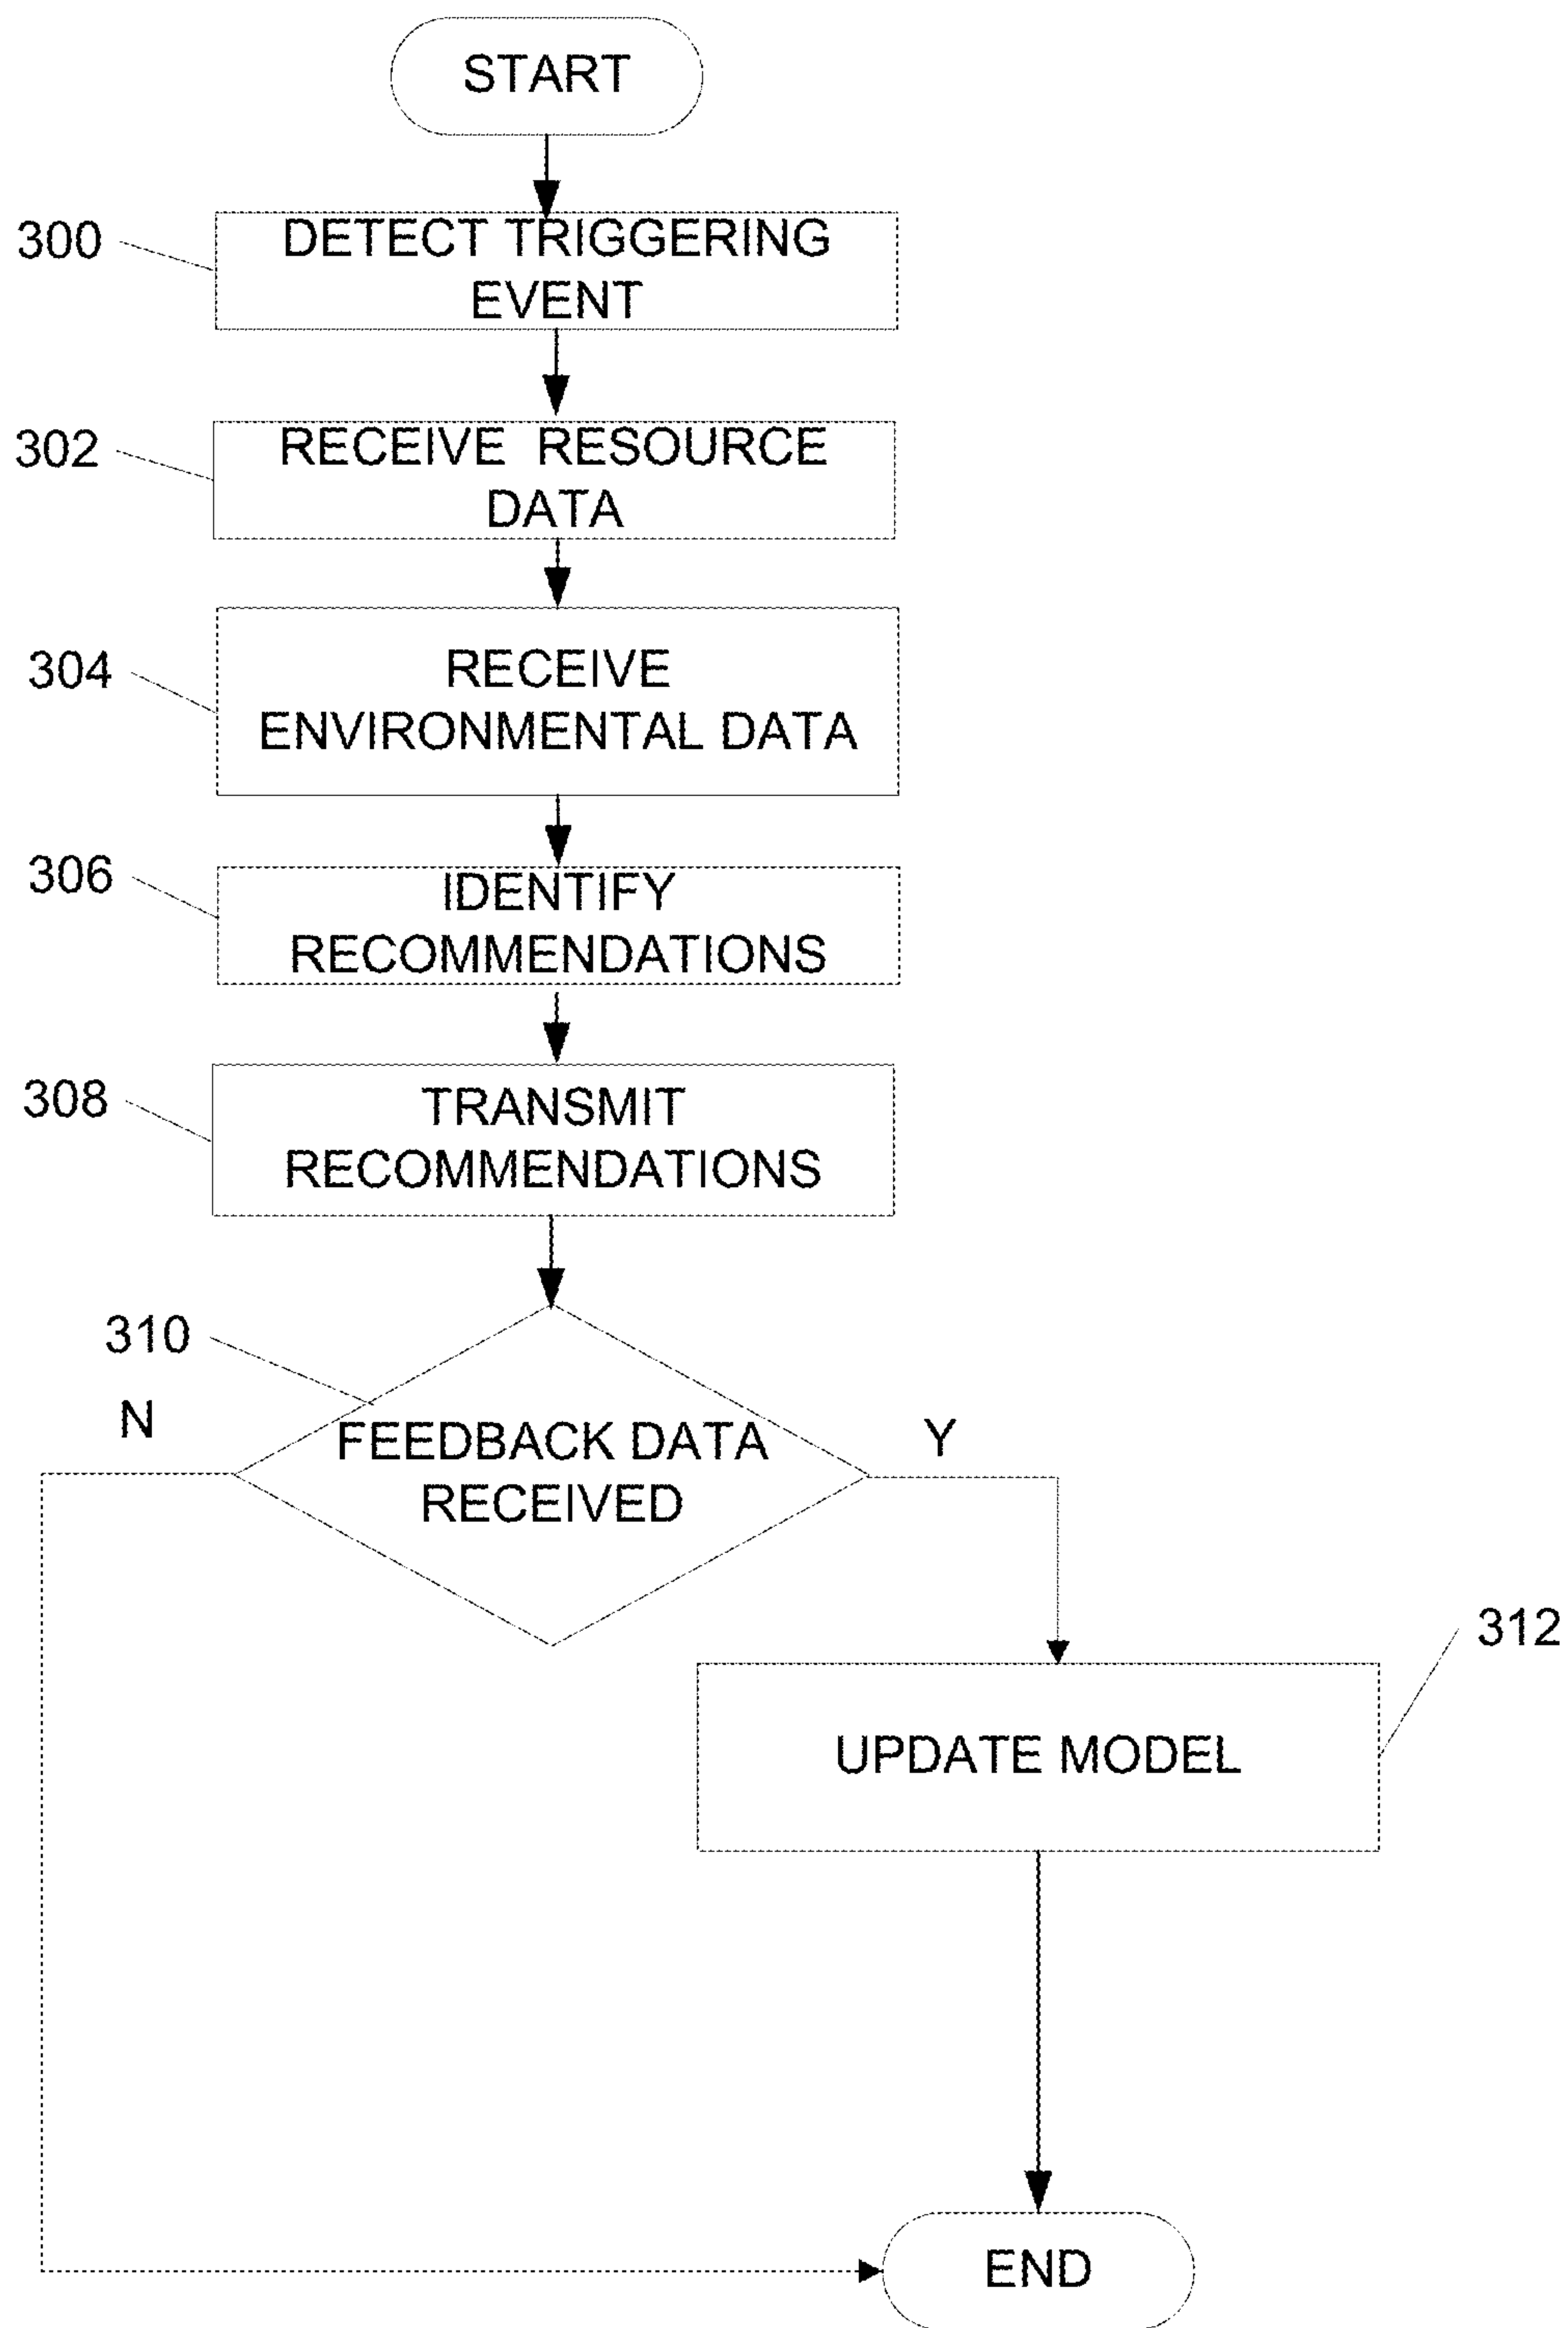 START
300
DETECT TRIGGERING
EVENT
302
RECEIVE RESOURCE
DATA
304
RECEIVE
ENVIRONMENTAL DATA
306
IDENTIFY
RECOMMENDATIONS
308
TRANSMIT
RECOMMENDATIONS
310
N
FEEDBACK DATA
RECEIVED
Y
312
UPDATE MODEL
END